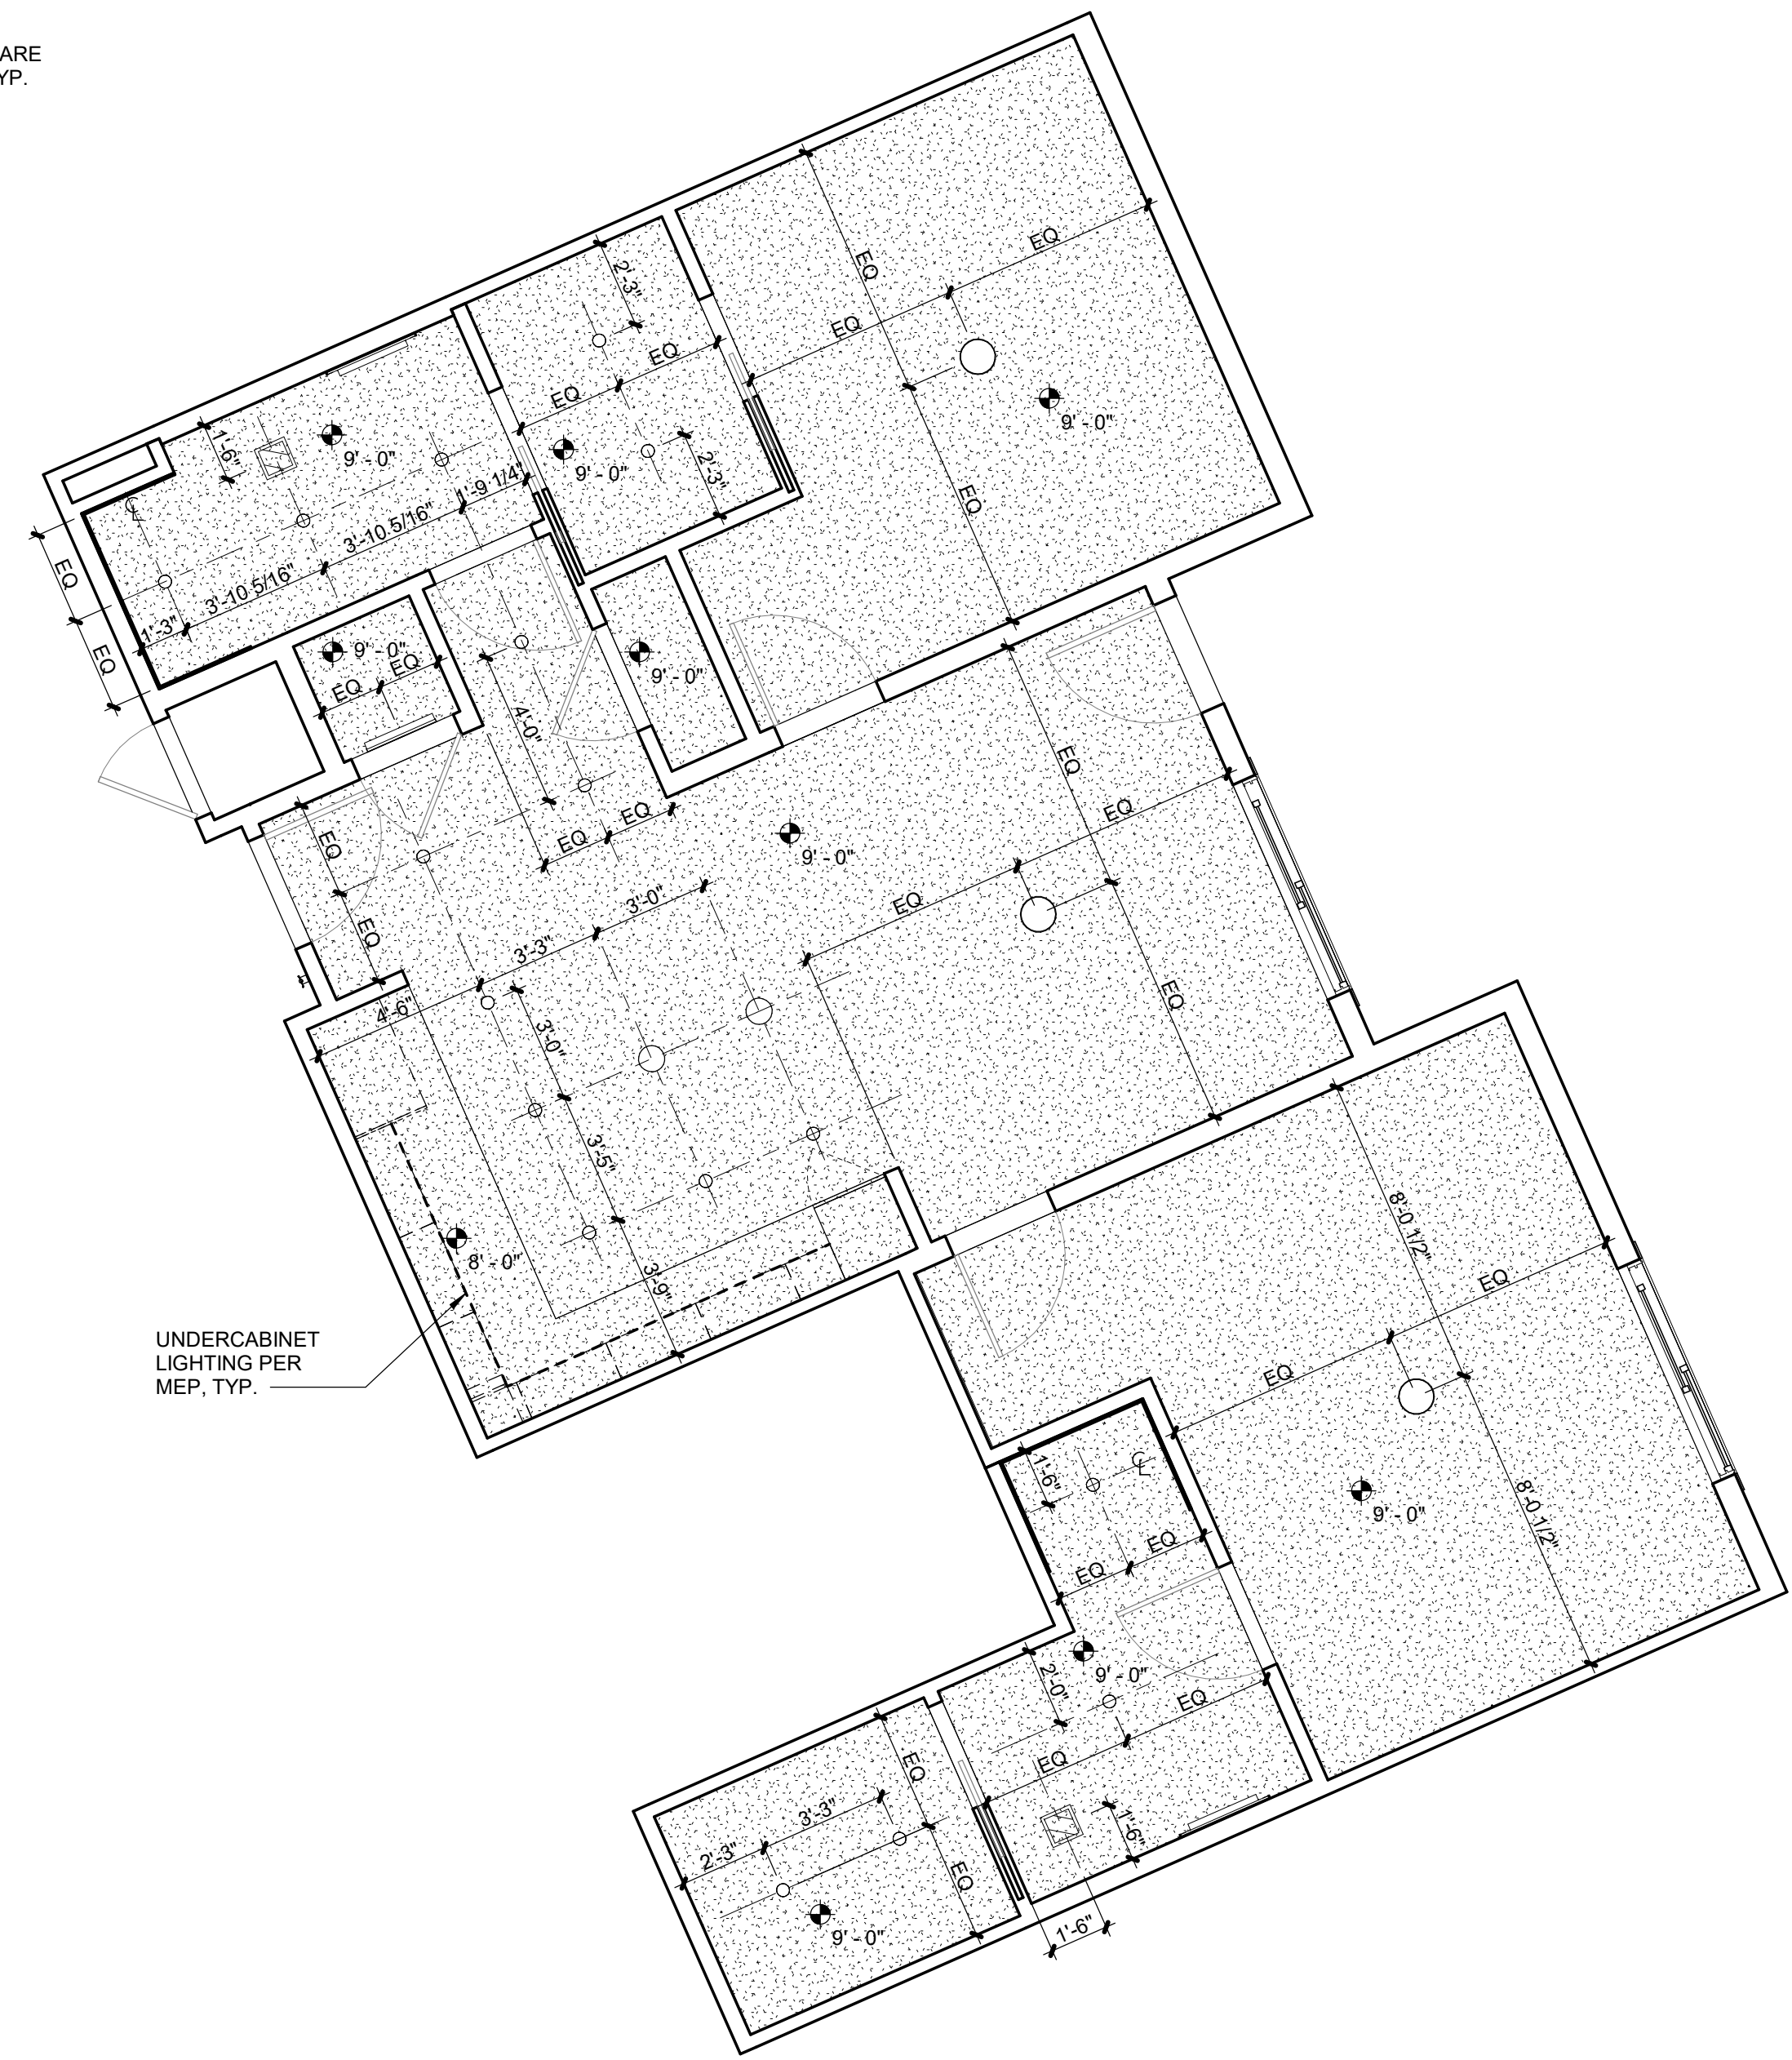 ARE
YP.
EQ
EQ
2'-3"
EQ
EQ
EQ
9' - 0"
EQ
EQ
1'-6"
9' - 0"
9' - 0"
2'-3"
1'-9 1/4"
3'-10 5/16"
3'-10 5/16"
1'-3"
CL
EQ
EQ
9' - 0"
EQ
EQ
9' - 0"
4'-0"
EQ
EQ
EQ
EQ
EQ
9' - 0"
EQ
EQ
EQ
EQ
3'-0"
3'-3"
4'-6"
3'-0"
3'-5"
3'-9"
8' - 0"
UNDERCABINET
LIGHTING PER
MEP, TYP.
8'-0 1/2"
EQ
EQ
8'-0 1/2"
9' - 0"
1'-6"
CL
EQ
EQ
9' - 0"
2'-0"
EQ
EQ
1'-6"
1'-6"
EQ
EQ
3'-3"
2'-3"
9' - 0"